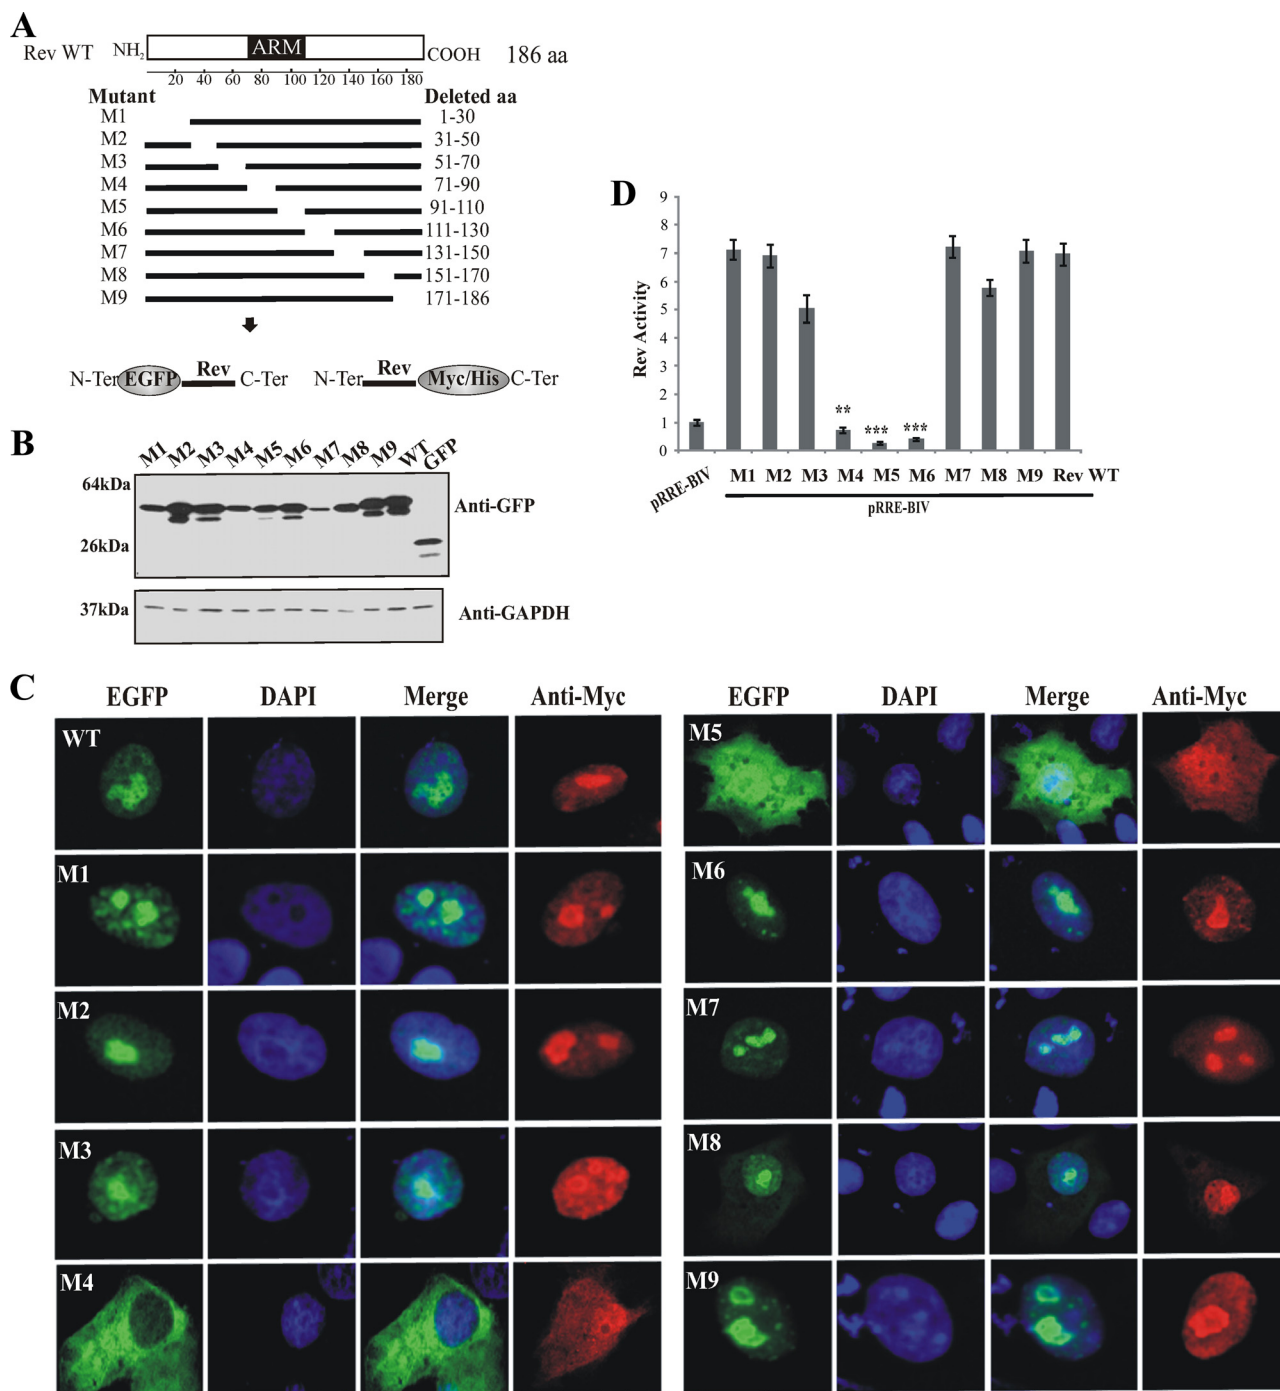 A
Rev WT NH2 ARM COOH 186 aa
20 40 60 80 100 120 140 160 180
Mutant Deleted aa
M1 1-30
M2 31-50
M3 51-70
M4 71-90
M5 91-110
M6 111-130
M7 131-150
M8 151-170
M9 171-186
N-Ter EGFP Rev C-Ter N-Ter Rev Myc/His C-Ter
B
M1 M2 M3 M4 M5 M6 M7 M8 M9 WT GFP
64kDa
Anti-GFP
26kDa
37kDa
Anti-GAPDH
D
Rev Activity
9
8
7
6
5
4
3
2
1
0
** *** ***
pRRE-BIV M1 M2 M3 M4 M5 M6 M7 M8 M9 Rev WT
pRRE-BIV
C
EGFP DAPI Merge Anti-Myc EGFP DAPI Merge Anti-Myc
WT M5
M1 M6
M2 M7
M3 M8
M4 M9